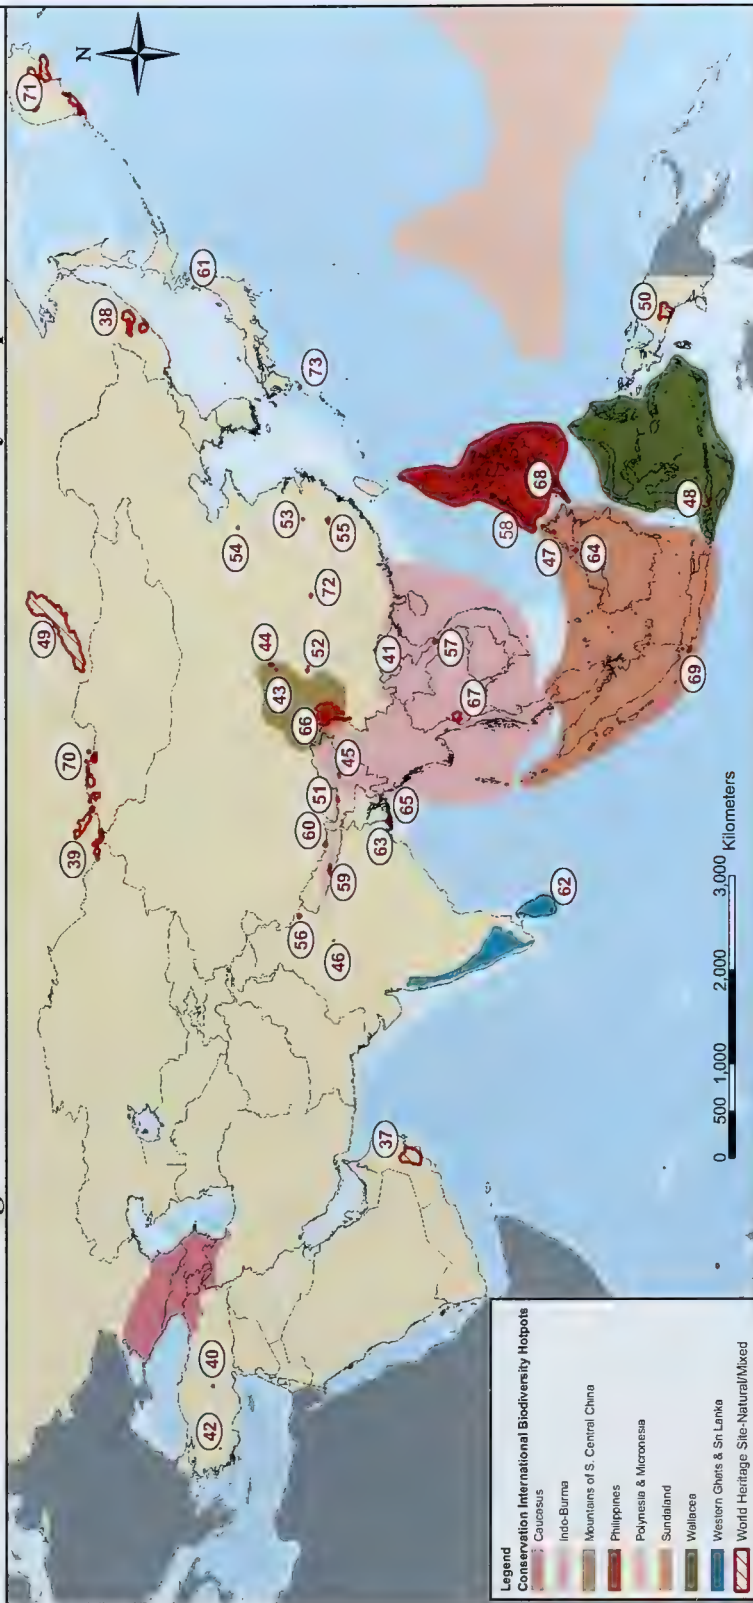 N
71
61
38
73
50
49
54
53
55
58
68
47
48
64
72
44
52
43
41
57
66
67
69
70
45
51
65
60
63
39
59
62
56
46
37
40
42
0 500 1,000 2,000 3,000
Kilometers
Legend
Conservation International Biodiversity Hotpots
Caucasus
Indo-Burma
Mountains of S. Central China
Philippines
Polynesia & Micronesia
Sundaland
Wallacea
Western Ghats & Sri Lanka
World Heritage Site-Natural/Mixed